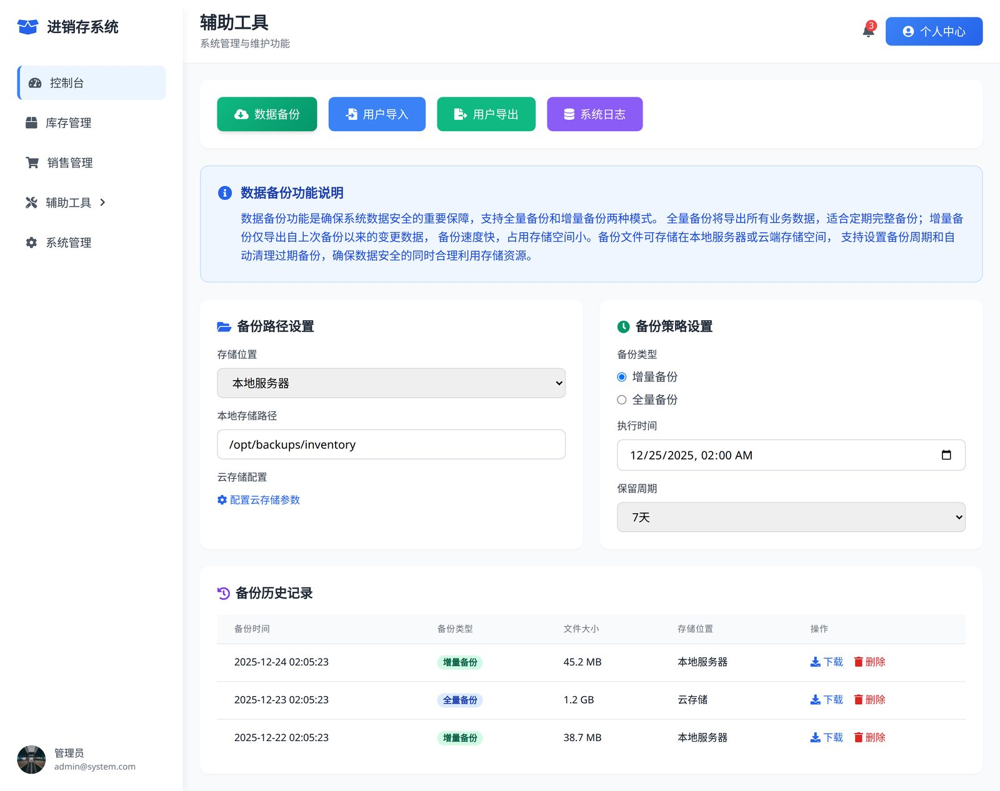 进销存系统
控制台
库存管理
销售管理
辅助工具
系统管理
管理员
admin@system.com
辅助工具
系统管理与维护功能
3
个人中心
数据备份
用户导入
用户导出
系统日志
数据备份功能说明
数据备份功能是确保系统数据安全的重要保障，支持全量备份和增量备份两种模式。 全量备份将导出所有业务数据，适合定期完整备份；增量备
份仅导出自上次备份以来的变更数据， 备份速度快，占用存储空间小。备份文件可存储在本地服务器或云端存储空间， 支持设置备份周期和自
动清理过期备份，确保数据安全的同时合理利用存储资源。
备份路径设置
存储位置
本地服务器
本地存储路径
/opt/backups/inventory
云存储配置
配置云存储参数
备份策略设置
备份类型
增量备份
全量备份
执行时间
12/25/2025, 02:00 AM
保留周期
7天
备份历史记录
备份时间 备份类型 文件大小 存储位置 操作
2025-12-24 02:05:23 增量备份 45.2 MB 本地服务器 下载 删除
2025-12-23 02:05:23 全量备份 1.2 GB 云存储 下载 删除
2025-12-22 02:05:23 增量备份 38.7 MB 本地服务器 下载 删除